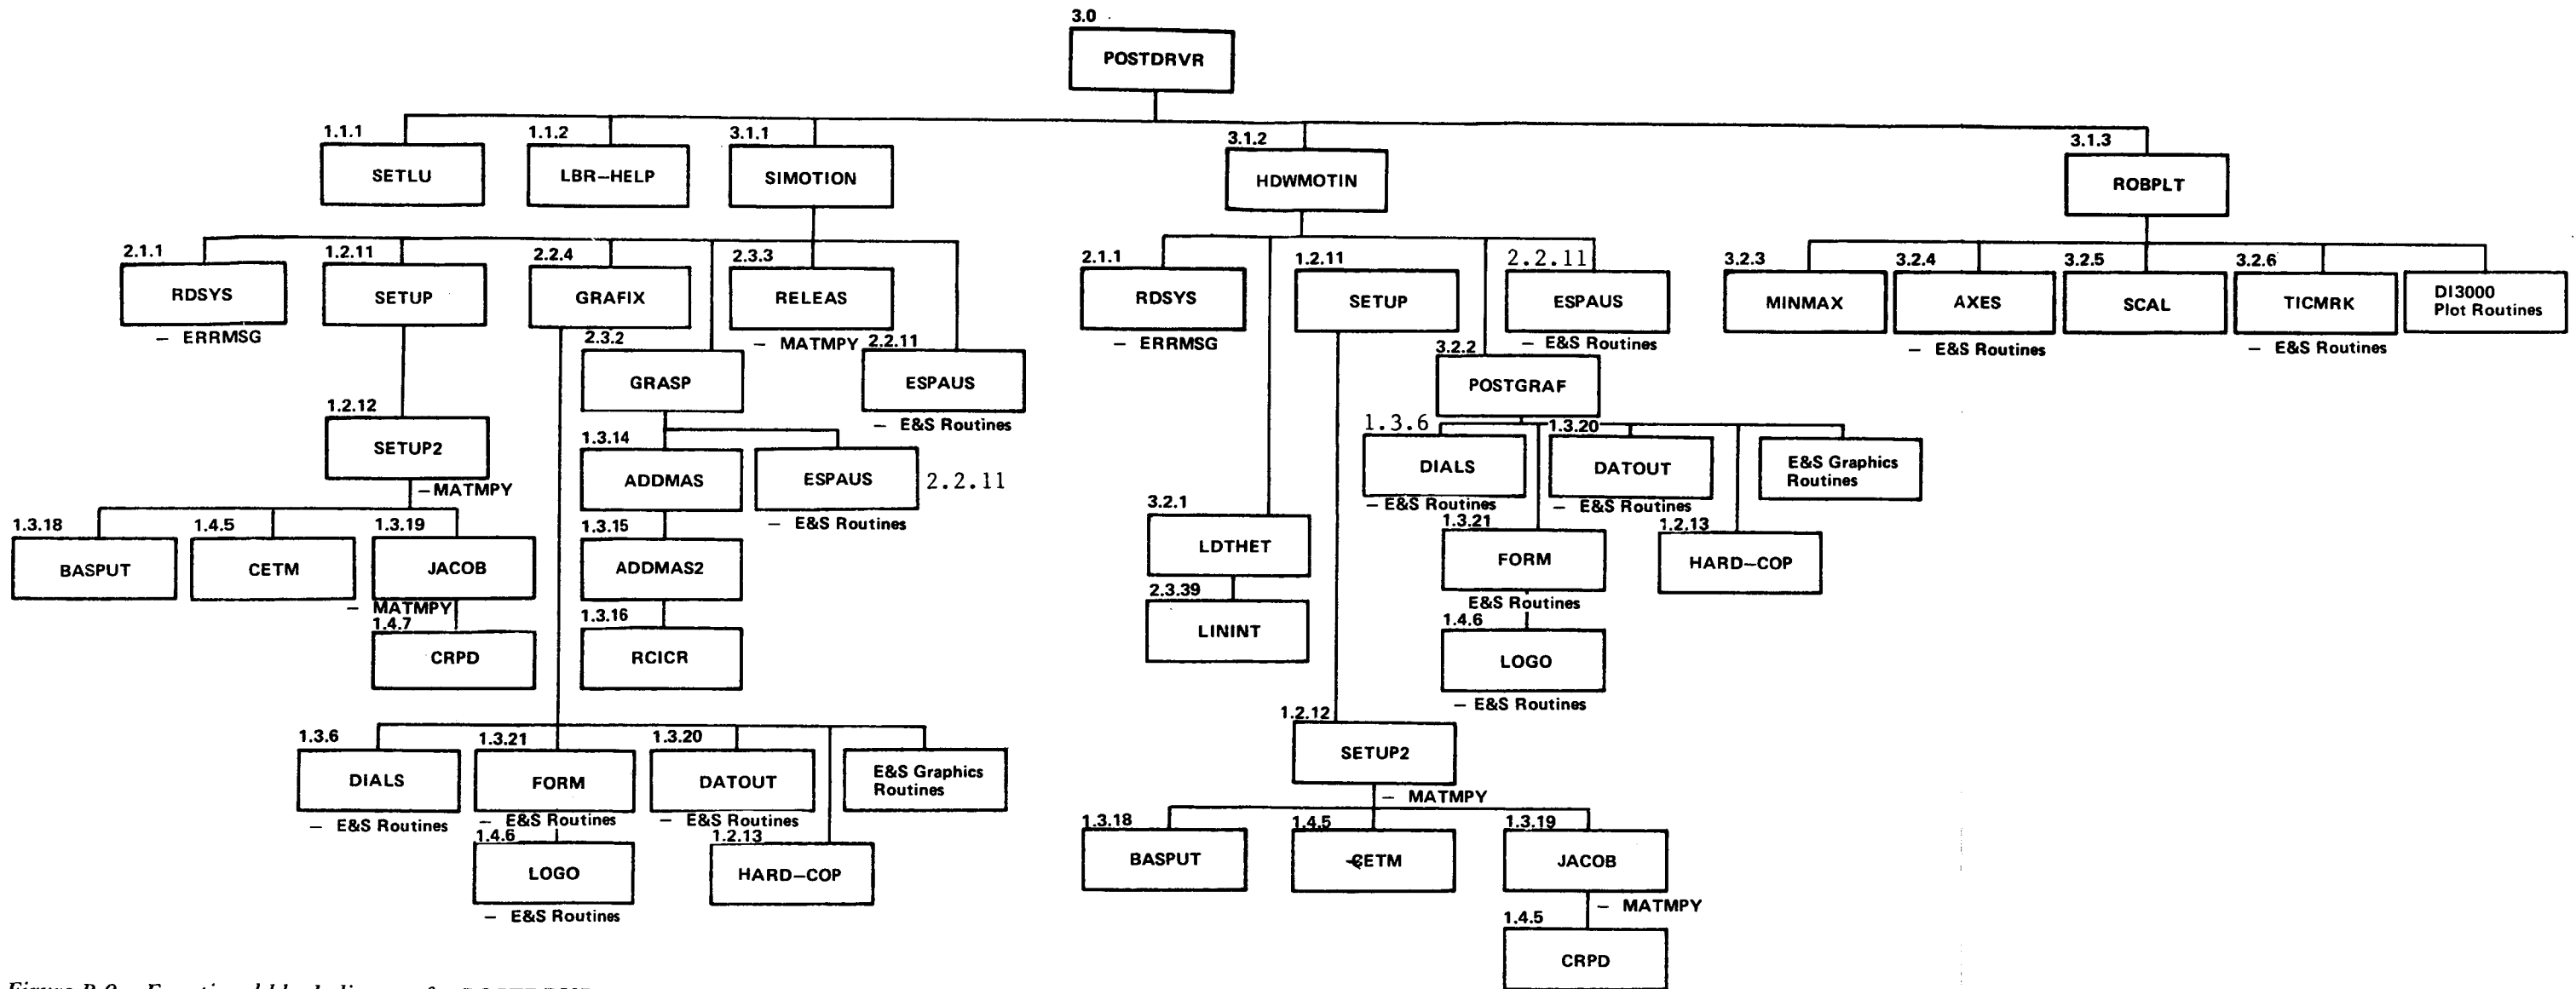 3.0
POSTDRVR
1.1.1
SETLU
1.1.2
LBR-HELP
3.1.1
SIMOTION
3.1.2
HDWMOTIN
3.1.3
ROBPLT
2.1.1
RDSYS
- ERRMSG
1.2.11
SETUP
2.2.4
GRAFIX
2.3.3
RELEAS
- MATMPY
2.3.2
GRASP
2.2.11
ESPAUS
- E&S Routines
1.2.12
SETUP2
- MATMPY
1.3.14
ADDMAS
ESPAUS
2.2.11
- E&S Routines
1.3.18
BASPUT
1.4.5
CETM
1.3.19
JACOB
- MATMPY
1.4.7
CRPD
1.3.15
ADDMAS2
1.3.16
RCICR
1.3.6
DIALS
- E&S Routines
1.3.21
FORM
- E&S Routines
1.4.6
LOGO
- E&S Routines
1.3.20
DATOUT
- E&S Routines
1.2.13
HARD-COP
E&S Graphics
Routines
2.1.1
RDSYS
- ERRMSG
1.2.11
SETUP
2.2.11
ESPAUS
- E&S Routines
3.2.2
POSTGRAF
1.3.6
DIALS
- E&S Routines
1.3.20
DATOUT
- E&S Routines
E&S Graphics
Routines
1.3.21
FORM
E&S Routines
1.4.6
LOGO
- E&S Routines
1.2.13
HARD-COP
3.2.1
LDTHET
2.3.39
LININT
1.2.12
SETUP2
- MATMPY
1.3.18
BASPUT
1.4.5
CETM
1.3.19
JACOB
- MATMPY
1.4.5
CRPD
3.2.3
MINMAX
3.2.4
AXES
- E&S Routines
3.2.5
SCAL
3.2.6
TICMRK
- E&S Routines
DI3000
Plot Routines